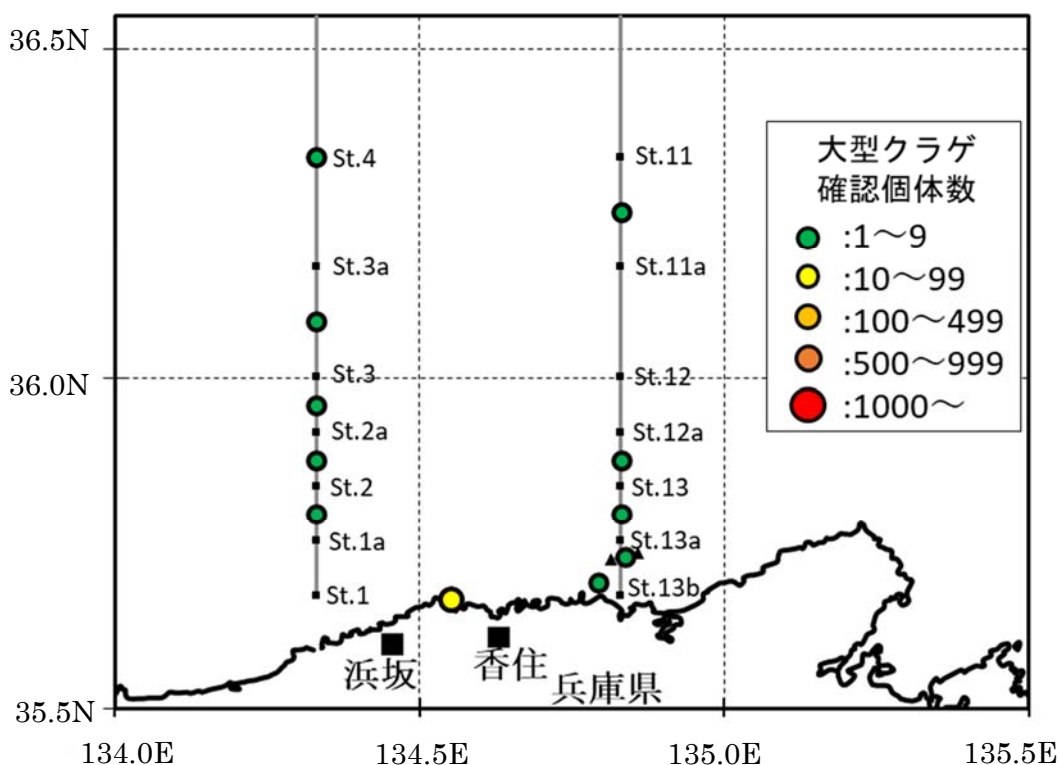 36.5N
36.0N
35.5N
134.0E
134.5E
135.0E
135.5E
St.4
St.3a
St.3
St.2a
St.2
St.1a
St.1
St.11
St.11a
St.12
St.12a
St.13
St.13a
St.13b
浜坂
香住
兵庫県
大型クラゲ
確認個体数
:1～9
:10～99
:100～499
:500～999
:1000～